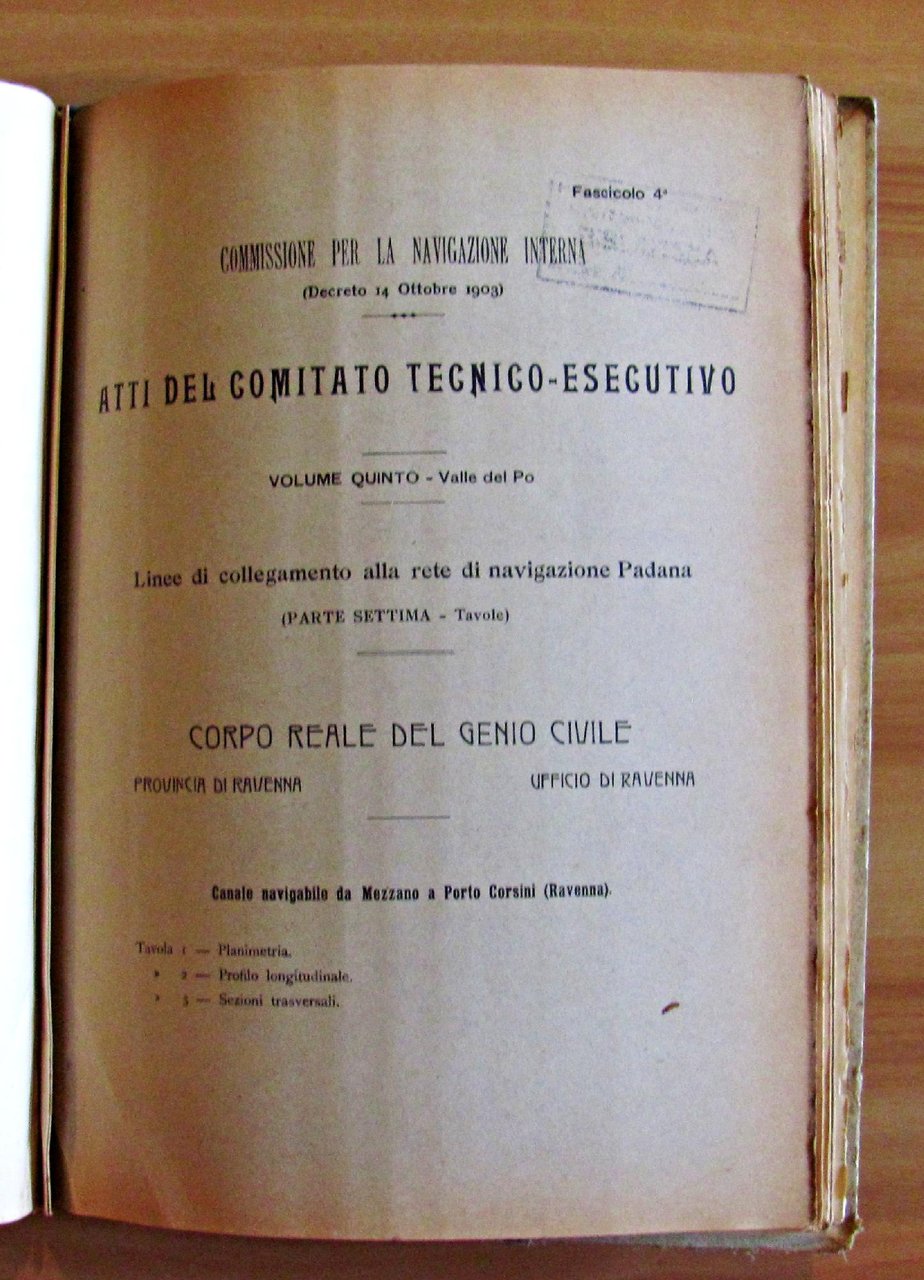 Fascicolo 4º
COMMISSIONE PER LA NAVIGAZIONE INTERNA
(Decreto 14 Ottobre 1903)
ATTI DEL COMITATO TECNICO-ESECUTIVO
VOLUME QUINTO - Valle del Po
Linee di collegamento alla rete di navigazione Padana
(PARTE SETTIMA - Tavole)
CORPO REALE DEL GENIO CIVILE
PROVINCIA DI RAVENNA UFFICIO DI RAVENNA
Canale navigabile da Mezzano a Porto Corsini (Ravenna).
Tavola 1 — Planimetria.
» 2 — Profilo longitudinale.
» 3 — Sezioni trasversali.